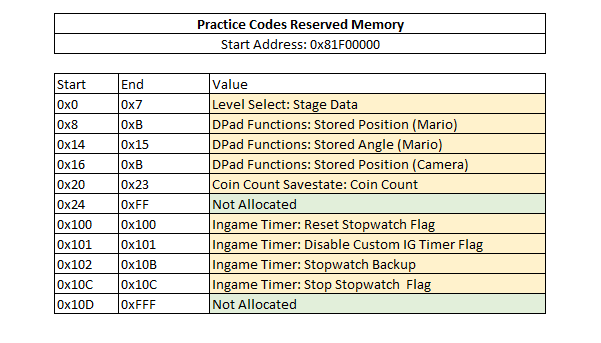 Practice Codes Reserved Memory
Start Address: 0x81F00000
Start End Value
0x0 0x7 Level Select: Stage Data
0x8 0xB DPad Functions: Stored Position (Mario)
0x14 0x15 DPad Functions: Stored Angle (Mario)
0x16 0xB DPad Functions: Stored Position (Camera)
0x20 0x23 Coin Count Savestate: Coin Count
0x24 0xFF Not Allocated
0x100 0x100 Ingame Timer: Reset Stopwatch Flag
0x101 0x101 Ingame Timer: Disable Custom IG Timer Flag
0x102 0x10B Ingame Timer: Stopwatch Backup
0x10C 0x10C Ingame Timer: Stop Stopwatch  Flag
0x10D 0xFFF Not Allocated